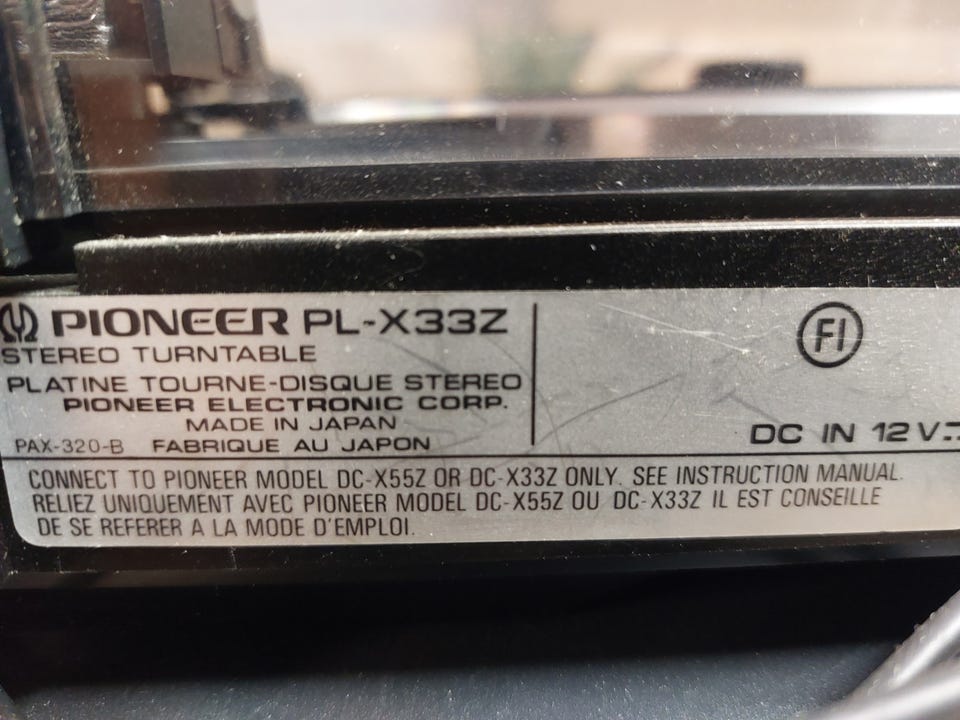 PIONEER PL-X33Z
STEREO TURNTABLE
PLATINE TOURNE-DISQUE STEREO
PIONEER ELECTRONIC CORP.
MADE IN JAPAN
PAX-320-B FABRIQUE AU JAPON
FI
DC IN 12 V
CONNECT TO PIONEER MODEL DC-X55Z OR DC-X33Z ONLY. SEE INSTRUCTION MANUAL.
RELIEZ UNIQUEMENT AVEC PIONEER MODEL DC-X55Z OU DC-X33Z IL EST CONSEILLE
DE SE REFERER A LA MODE D'EMPLOI.